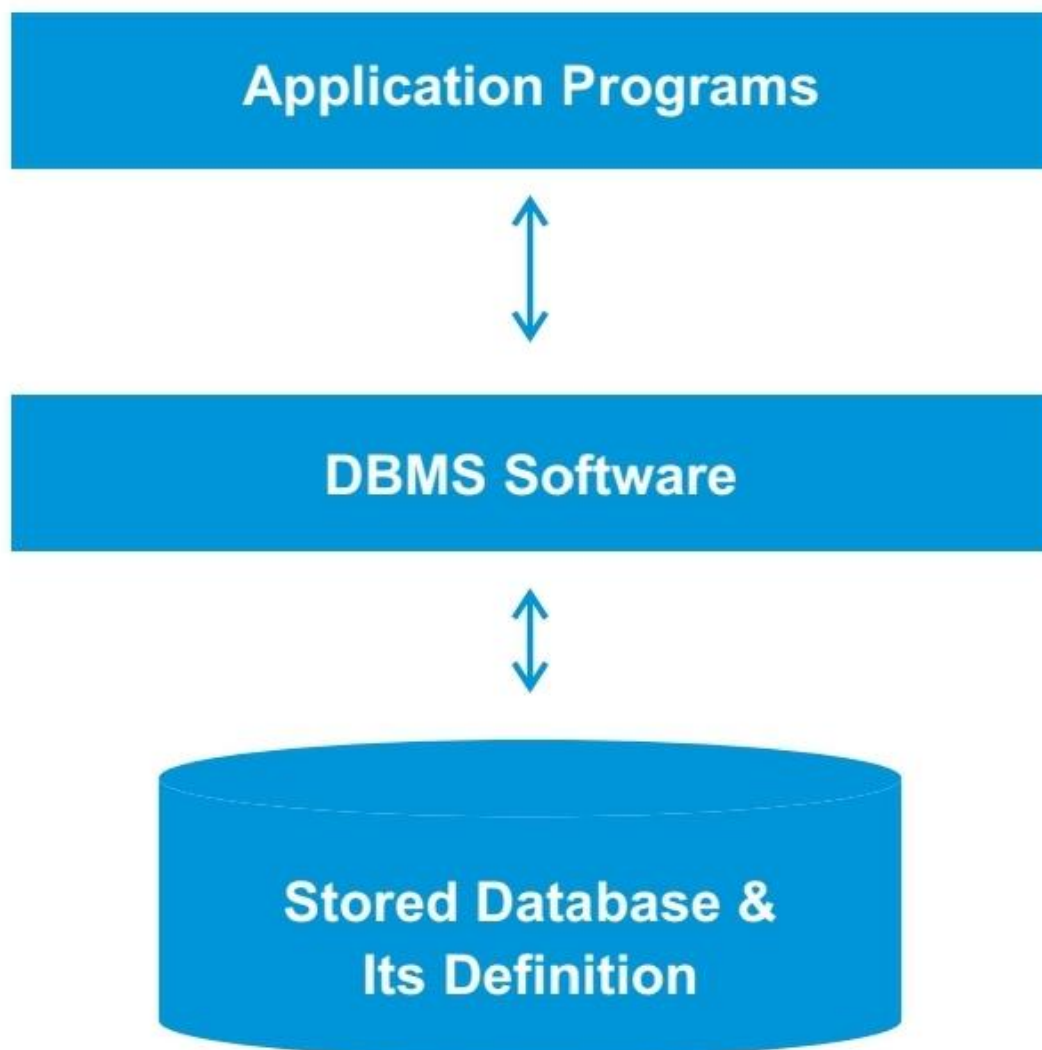 Application Programs
DBMS Software
Stored Database &
Its Definition